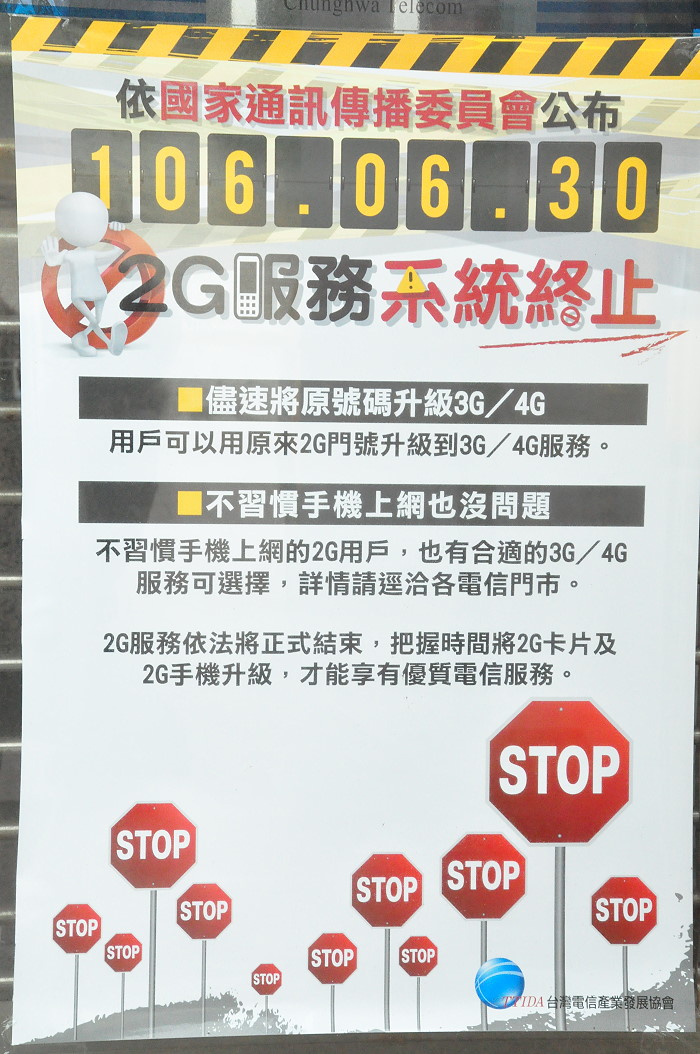 Chunghwa Telecom
依國家通訊傳播委員會公布
106.06.30
2G服務系統終止
儘速將原號碼升級3G／4G
用戶可以用原來2G門號升級到3G／4G服務。
不習慣手機上網也沒問題
不習慣手機上網的2G用戶，也有合適的3G／4G
服務可選擇，詳情請逕洽各電信門市。
2G服務依法將正式結束，把握時間將2G卡片及
2G手機升級，才能享有優質電信服務。
STOP
STOP
STOP
STOP
STOP
STOP
STOP
STOP
STOP
STOP
STOP
TTIDA 台灣電信產業發展協會